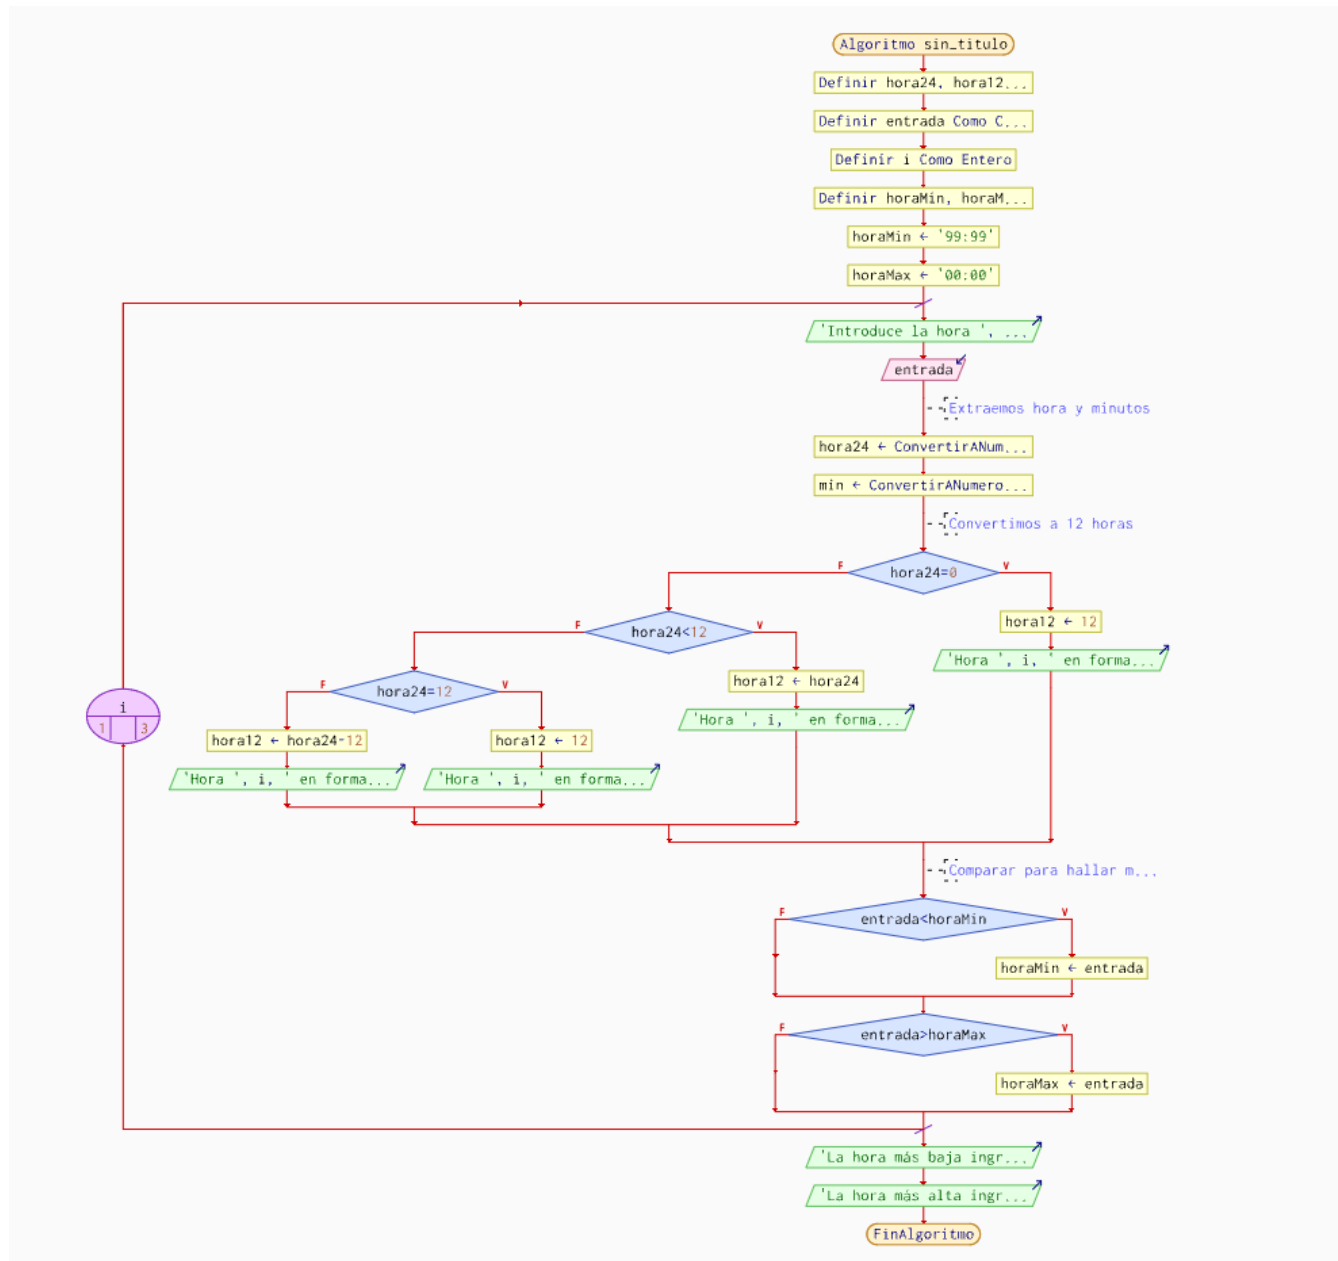 Algoritmo sin_titulo
Definir hora24, hora12...
Definir entrada Como C...
Definir i Como Entero
Definir horaMin, horaM...
horaMin ← '99:99'
horaMax ← '00:00'
'Introduce la hora ', ...
entrada
Extraemos hora y minutos
hora24 ← ConvertirANum...
min ← ConvertirANumero...
Convertimos a 12 horas
F hora24=0 V
F hora24<12 V
hora12 ← 12
'Hora ', i, ' en forma...
F hora24=12 V
hora12 ← hora24
'Hora ', i, ' en forma...
i
1 3
hora12 ← hora24-12
hora12 ← 12
'Hora ', i, ' en forma...
'Hora ', i, ' en forma...
Comparar para hallar m...
F entrada<horaMin V
horaMin ← entrada
F entrada>horaMax V
horaMax ← entrada
'La hora más baja ingr...
'La hora más alta ingr...
FinAlgoritmo